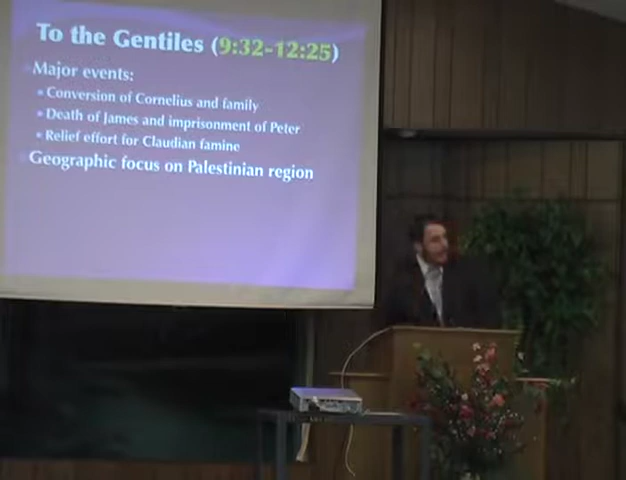 To the Gentiles (9:32-12:25)
Major events:
Conversion of Cornelius and family
Death of James and imprisonment of Peter
Relief effort for Claudian famine
Geographic focus on Palestinian region